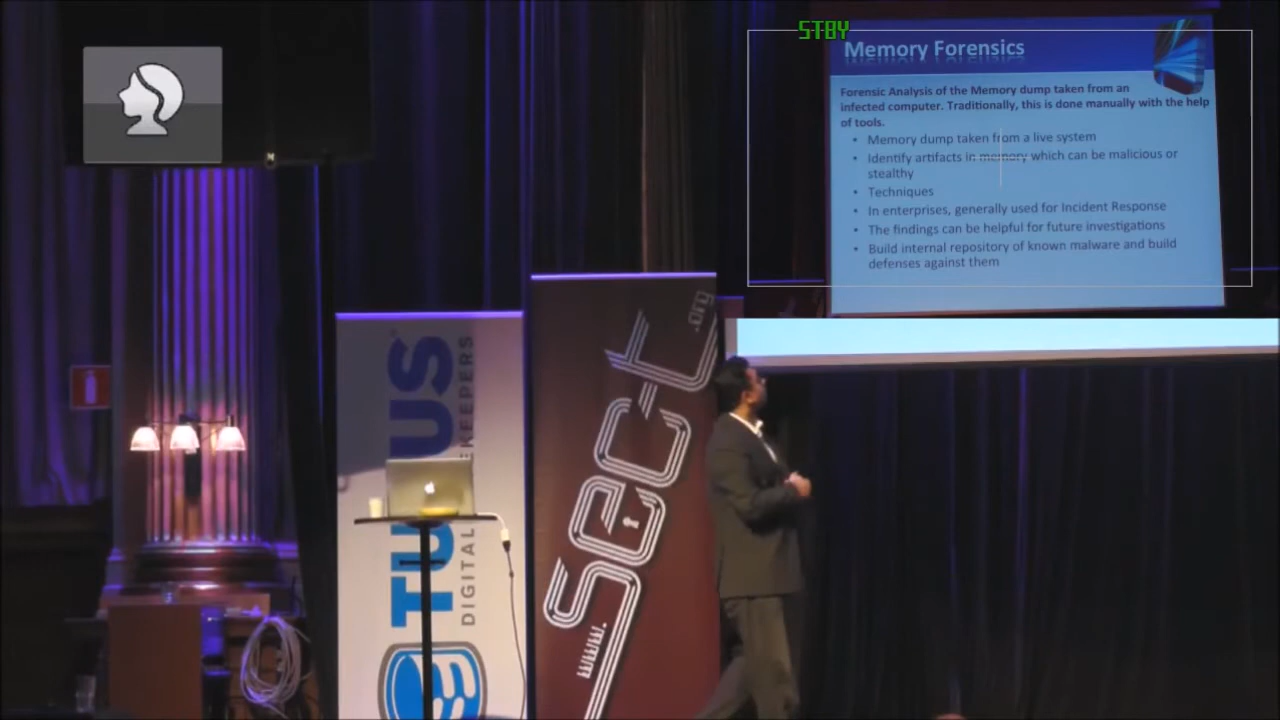 STBY
Memory Forensics
Forensic Analysis of the Memory dump taken from an
infected computer. Traditionally, this is done manually with the help
of tools.
• Memory dump taken from a live system
• Identify artifacts in memory which can be malicious or
stealthy
• Techniques
• In enterprises, generally used for Incident Response
• The findings can be helpful for future investigations
• Build internal repository of known malware and build
defenses against them
DIGITAL KEEPERS
www.sec-t.org